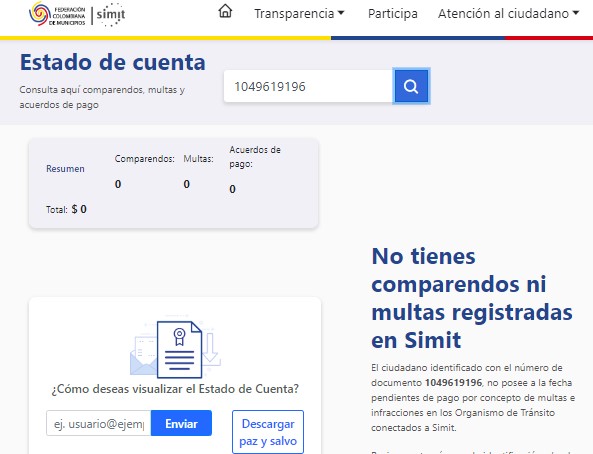 FEDERACIÓN
COLOMBIANA
DE MUNICIPIOS
simit
Transparencia
Participa
Atención al ciudadano
Estado de cuenta
Consulta aquí comparendos, multas y
acuerdos de pago
1049619196
Resumen
Comparendos:
0
Multas:
0
Acuerdos de
pago:
0
Total: $ 0
No tienes
comparendos ni
multas registradas
en Simit
El ciudadano identificado con el número de
documento 1049619196, no posee a la fecha
pendientes de pago por concepto de multas e
infracciones en los Organismo de Tránsito
conectados a Simit.
¿Cómo deseas visualizar el Estado de Cuenta?
ej. usuario@ejem
Enviar
Descargar
paz y salvo